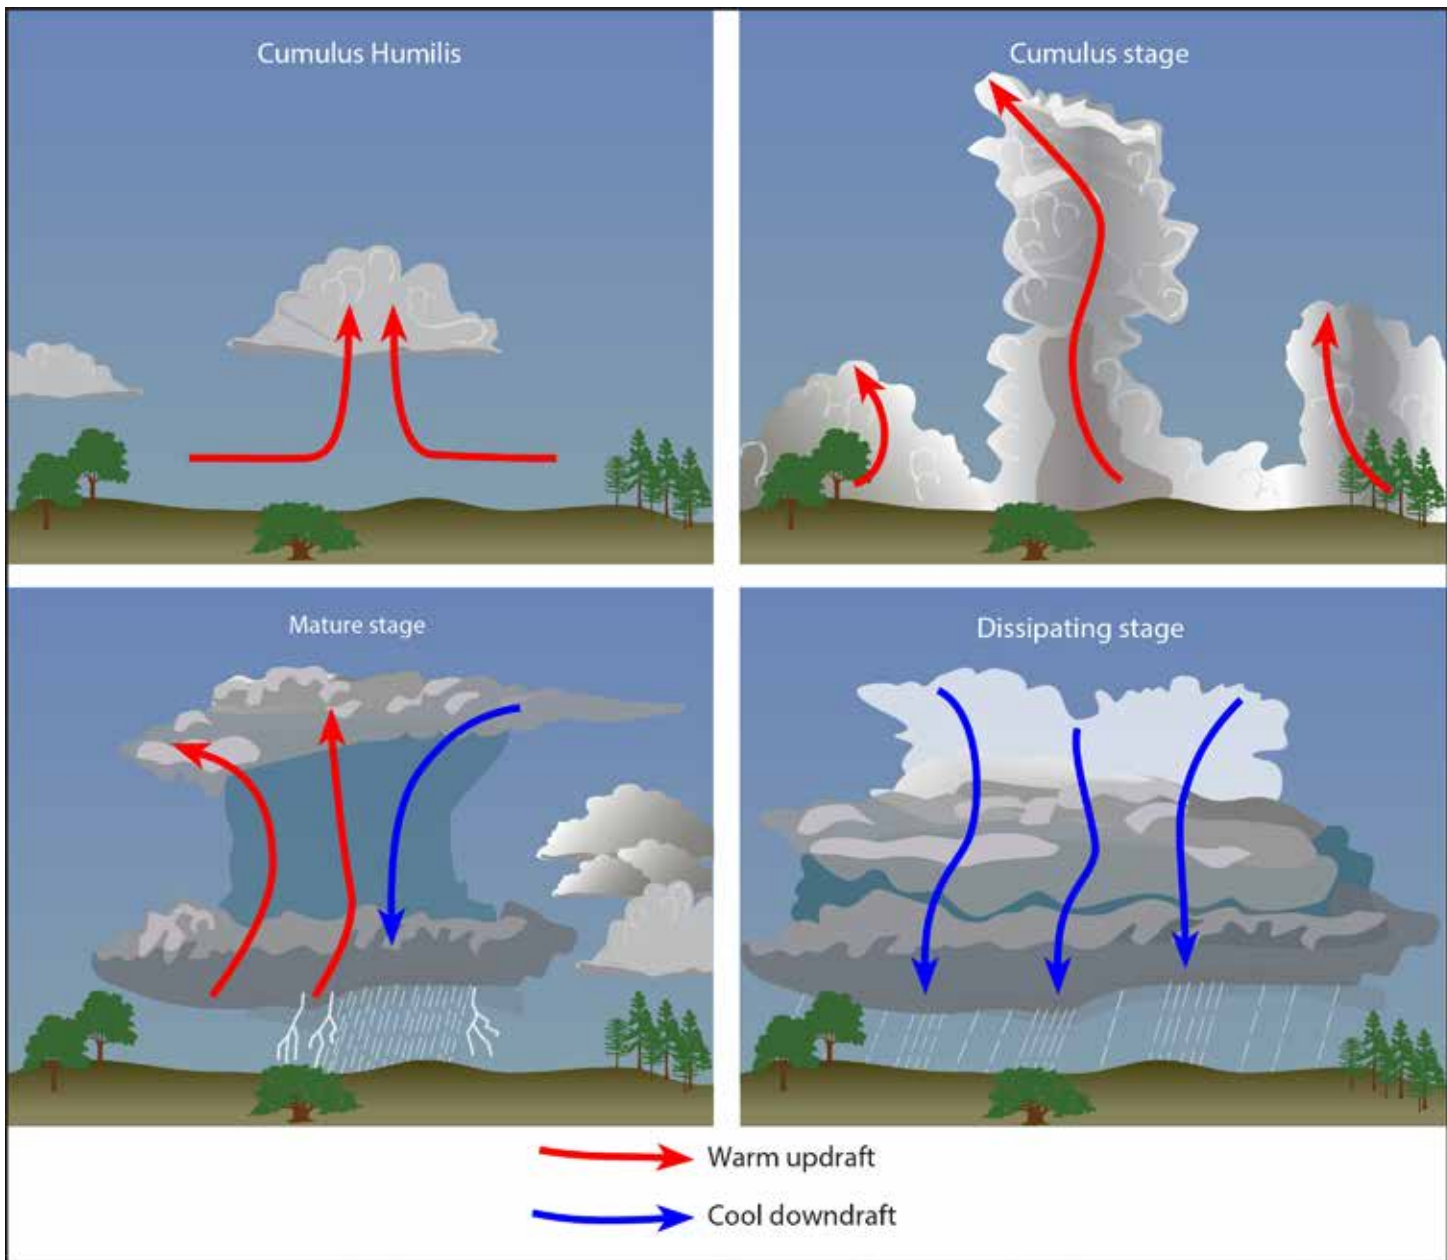 Cumulus Humilis
Cumulus stage
Mature stage
Dissipating stage
Warm updraft
Cool downdraft